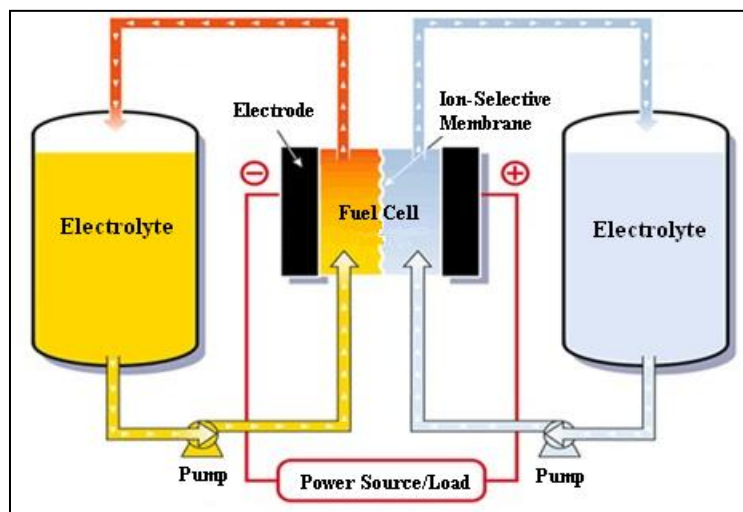 Electrode
Ion-Selective
Membrane
−
+
Electrolyte
Fuel Cell
Electrolyte
Pump
Power Source/Load
Pump